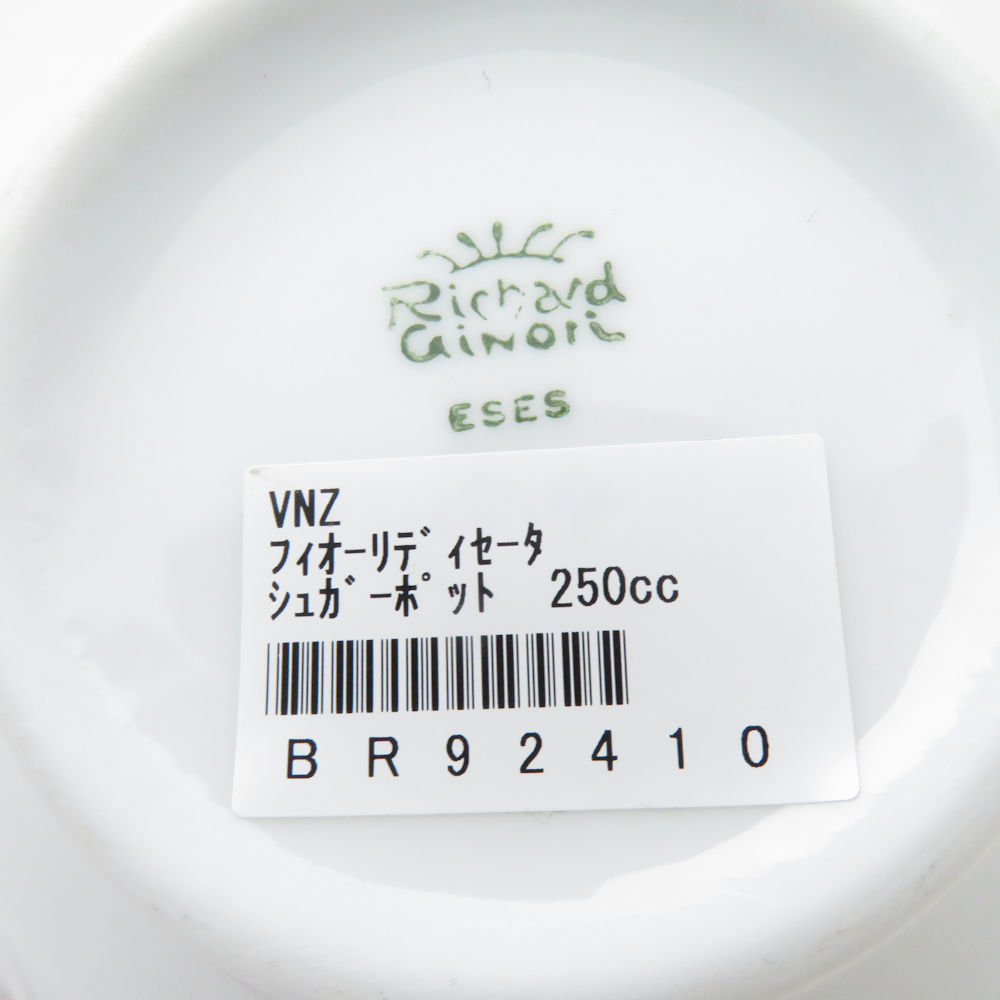 Richard
Ginori
ESES
VNZ
フィオーリディセータ
シュガーポット 250cc
BR92410